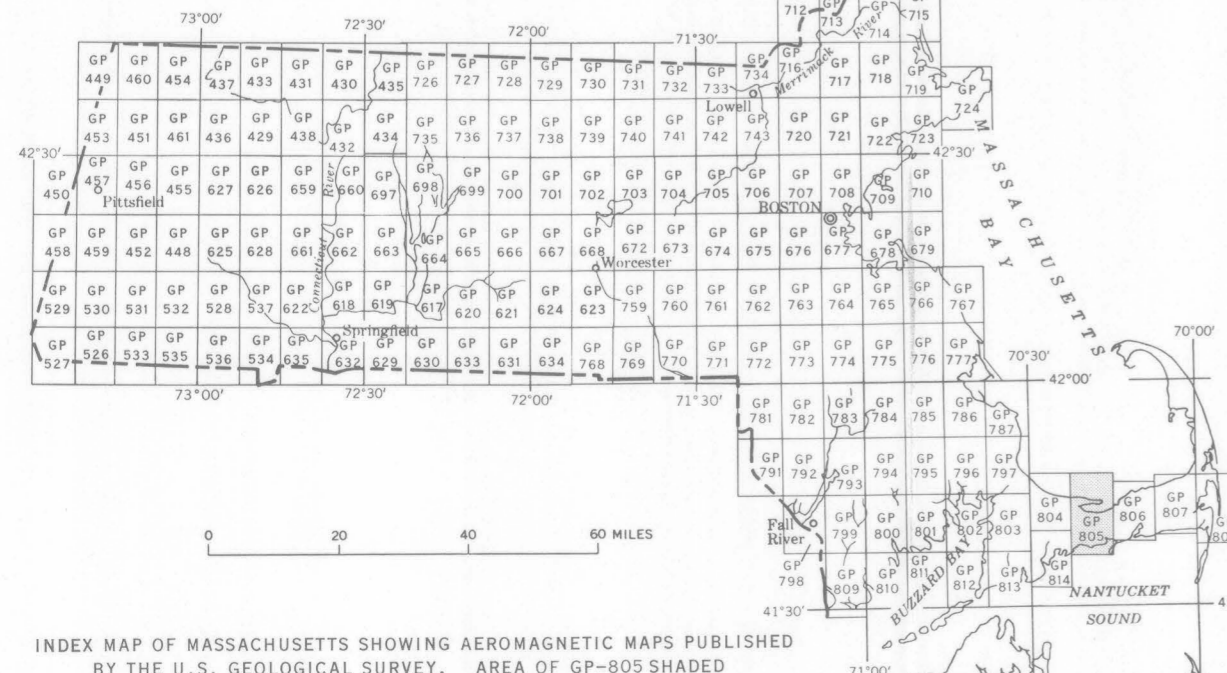 GP 712 GP 713 GP 714 GP 715
73°00' 72°30' 72°00' 71°30'
River
GP 449 GP 460 GP 454 GP 437 GP 433 GP 431 GP 430 GP 435 GP 726 GP 727 GP 728 GP 729 GP 730 GP 731 GP 732 GP 733 GP 734 GP 716 GP 717 GP 718 GP 719
Merrimack
Lowell
GP 724
GP 453 GP 451 GP 461 GP 436 GP 429 GP 438 GP 432 GP 434 GP 735 GP 736 GP 737 GP 738 GP 739 GP 740 GP 741 GP 742 GP 743 GP 720 GP 721 GP 722 GP 723
42°30' 42°30'
MASSACHUSETTS
BAY
GP 450 GP 457 GP 456 GP 455 GP 627 GP 626 GP 659 GP 660 GP 697 GP 698 GP 699 GP 700 GP 701 GP 702 GP 703 GP 704 GP 705 GP 706 GP 707 GP 708 GP 709 GP 710
Pittsfield
River
BOSTON
GP 458 GP 459 GP 452 GP 448 GP 625 GP 628 GP 661 GP 662 GP 663 GP 664 GP 665 GP 666 GP 667 GP 668 GP 672 GP 673 GP 674 GP 675 GP 676 GP 677 GP 678 GP 679
Connecticut
Worcester
GP 529 GP 530 GP 531 GP 532 GP 528 GP 537 GP 622 GP 618 GP 619 GP 617 GP 620 GP 621 GP 624 GP 623 GP 759 GP 760 GP 761 GP 762 GP 763 GP 764 GP 765 GP 766 GP 767
Springfield
GP 527 GP 526 GP 533 GP 535 GP 536 GP 534 GP 635 GP 632 GP 629 GP 630 GP 633 GP 631 GP 634 GP 768 GP 769 GP 770 GP 771 GP 772 GP 773 GP 774 GP 775 GP 776 GP 777
70°30' 70°00'
42°00'
73°00' 72°30' 72°00' 71°30'
GP 781 GP 782 GP 783 GP 784 GP 785 GP 786 GP 787
GP 791 GP 792 GP 793 GP 794 GP 795 GP 796 GP 797
Fall
River
GP 799 GP 800 GP 801 GP 802 GP 803 GP 804 GP 805 GP 806 GP 807
GP 798 GP 809 GP 810 GP 811 GP 812 GP 813 GP 814
BUZZARD BAY
NANTUCKET
SOUND
41°30'
71°00'
0 20 40 60 MILES
INDEX MAP OF MASSACHUSETTS SHOWING AEROMAGNETIC MAPS PUBLISHED
BY THE U.S. GEOLOGICAL SURVEY. AREA OF GP-805 SHADED